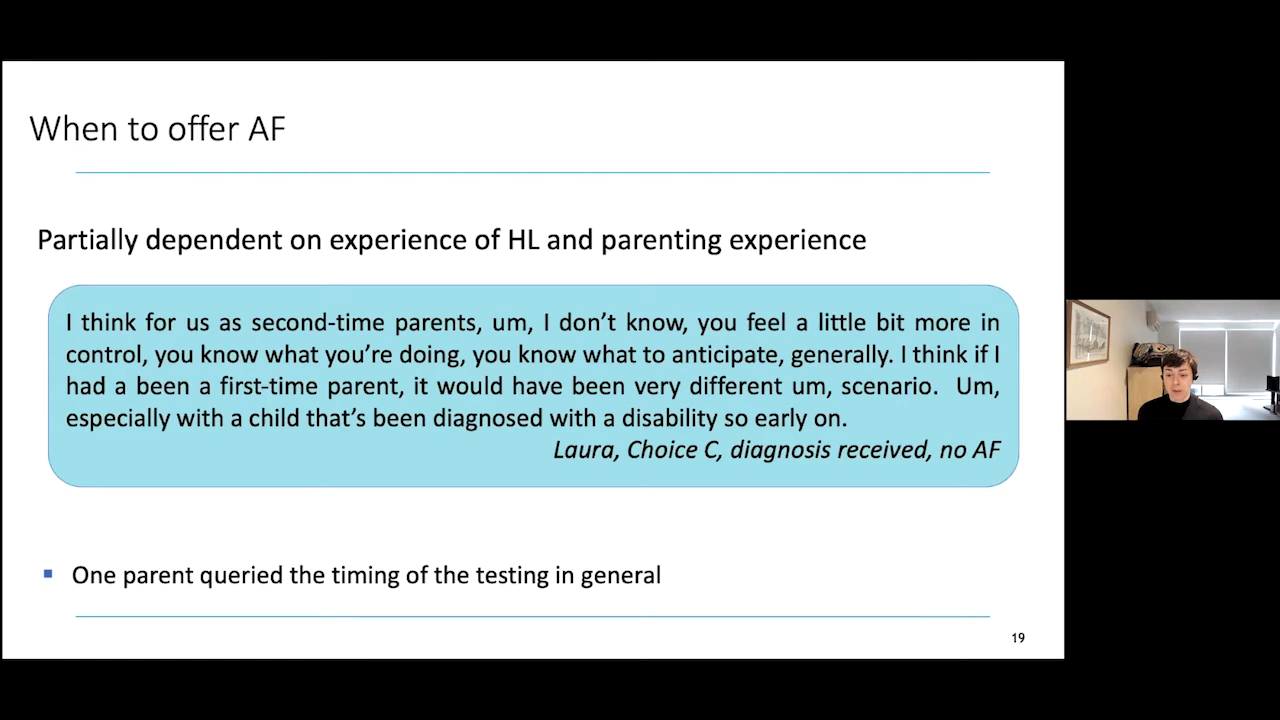 When to offer AF
Partially dependent on experience of HL and parenting experience
I think for us as second-time parents, um, I don’t know, you feel a little bit more in
control, you know what you’re doing, you know what to anticipate, generally. I think if I
had a been a first-time parent, it would have been very different um, scenario.  Um,
especially with a child that’s been diagnosed with a disability so early on.
Laura, Choice C, diagnosis received, no AF
▪ One parent queried the timing of the testing in general
19